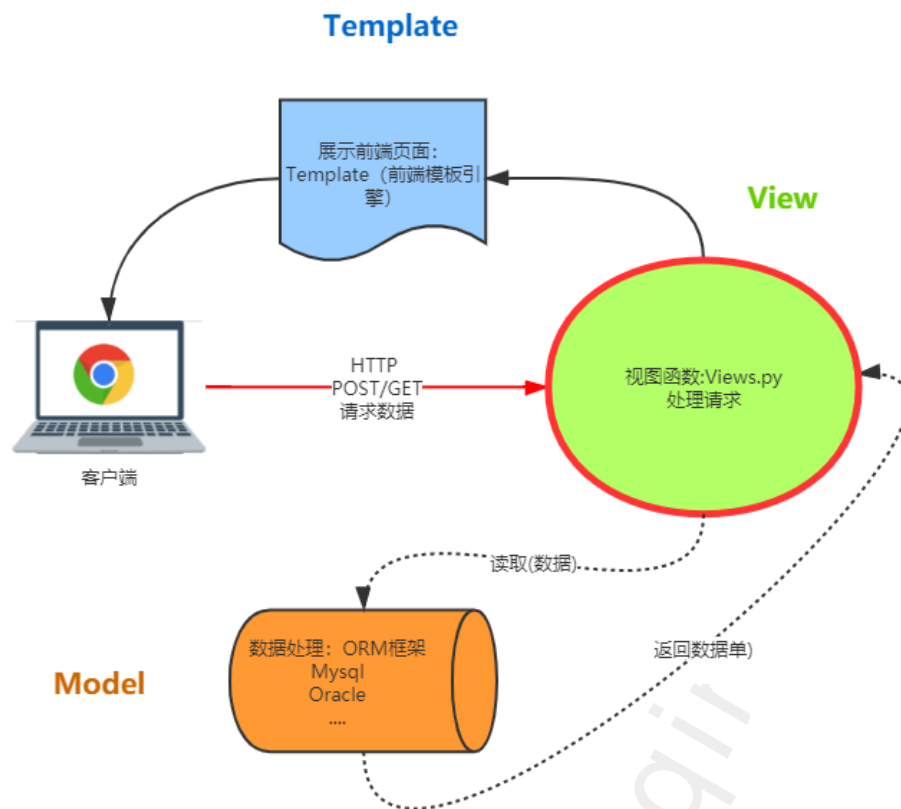 Template
展示前端页面：
Template（前端模板引
擎）
View
HTTP
POST/GET
请求数据
视图函数:Views.py
处理请求
客户端
读取(数据)
数据处理：ORM框架
Mysql
Oracle
....
返回数据单)
Model